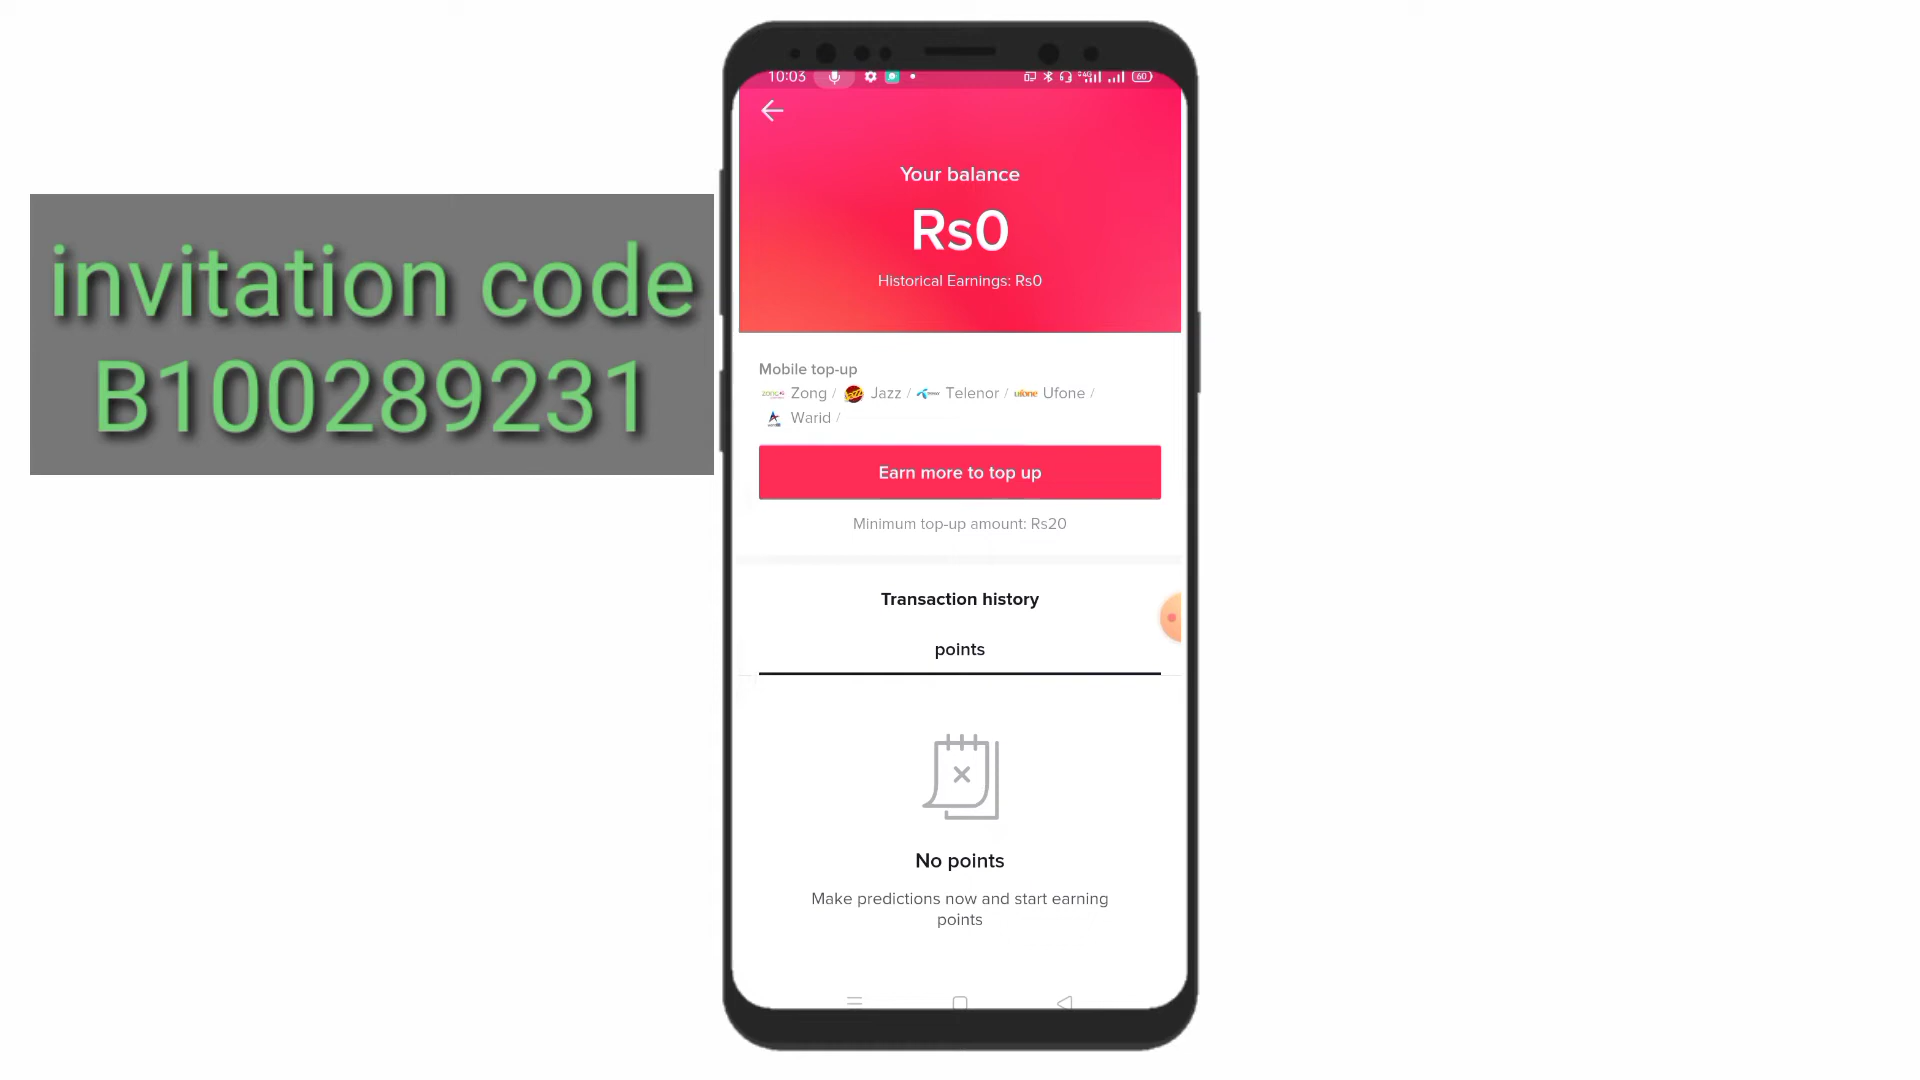 invitation code
B100289231
10:03
60
Your balance
Rs0
Historical Earnings: Rs0
Mobile top-up
Zong / Jazz / Telenor / ufone Ufone /
Warid /
Earn more to top up
Minimum top-up amount: Rs20
Transaction history
points
No points
Make predictions now and start earning
points